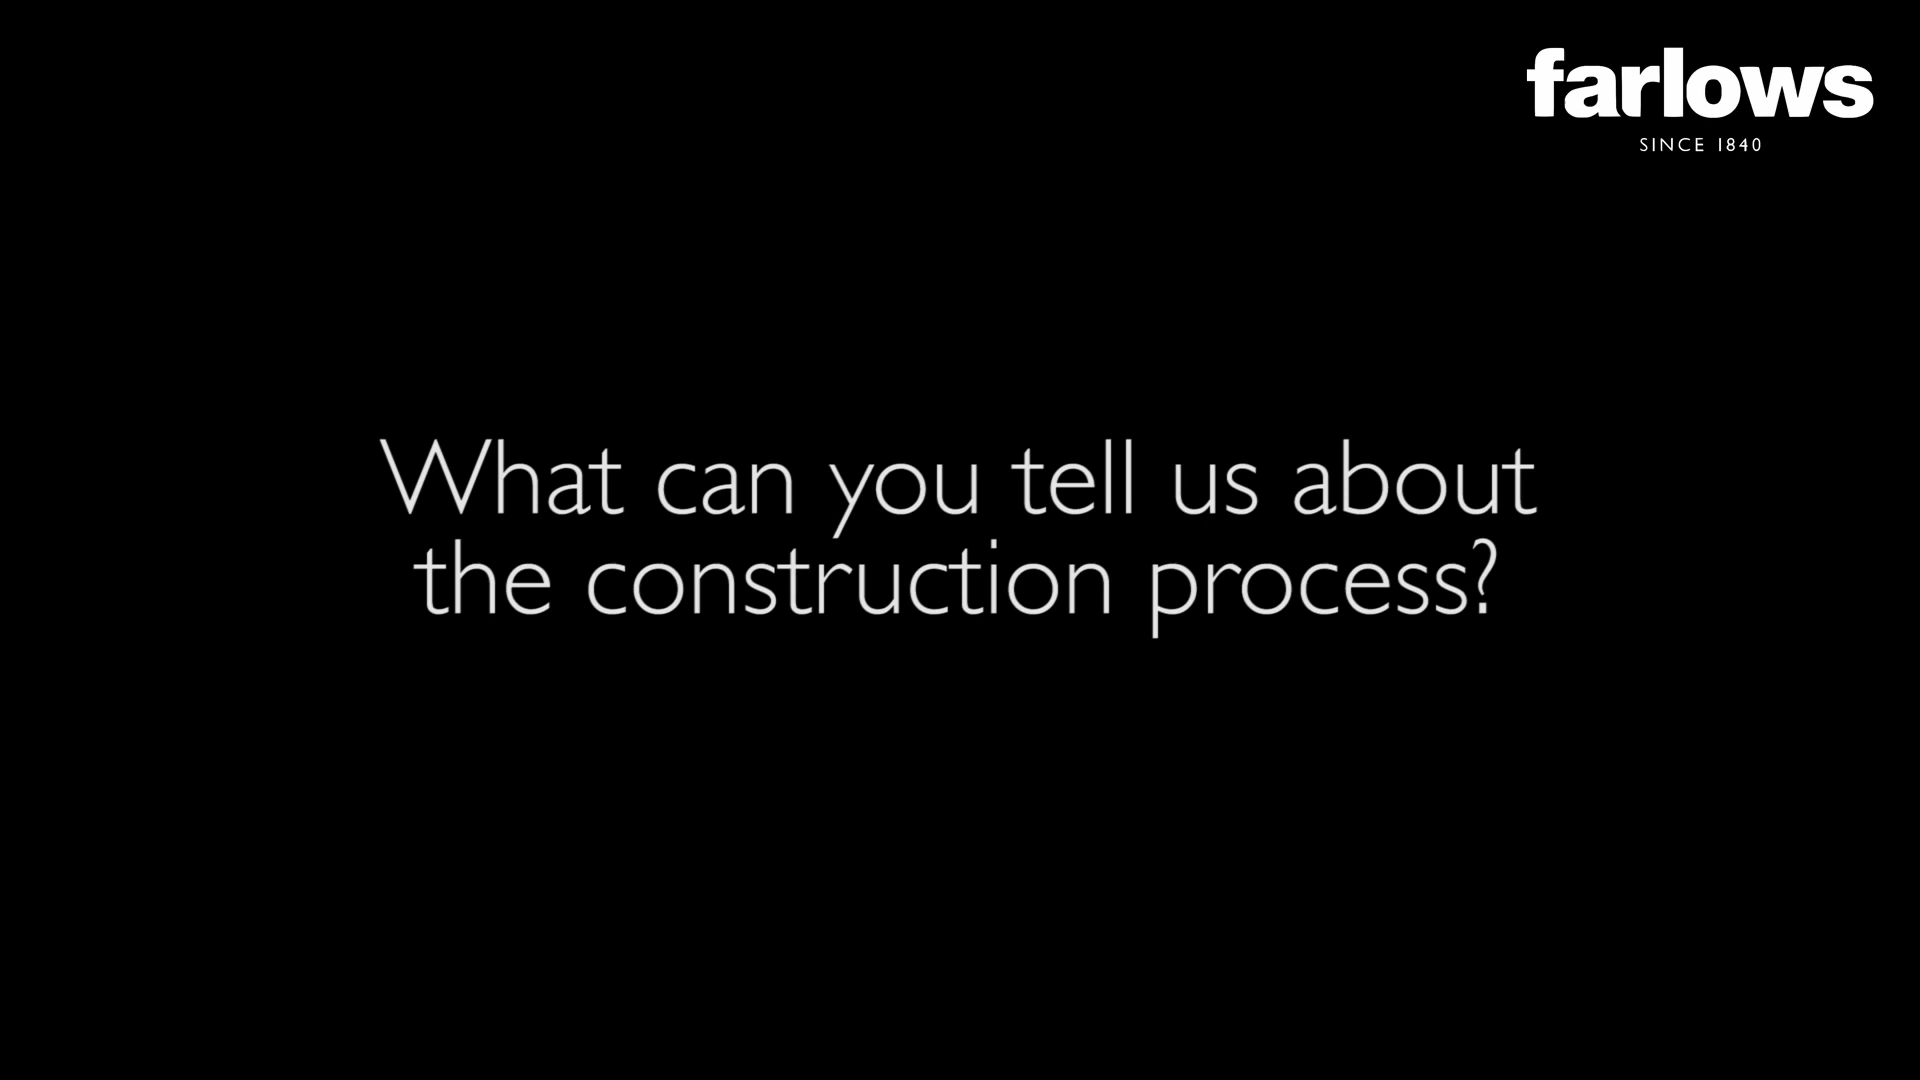 farlows
SINCE 1840
What can you tell us about
the construction process?